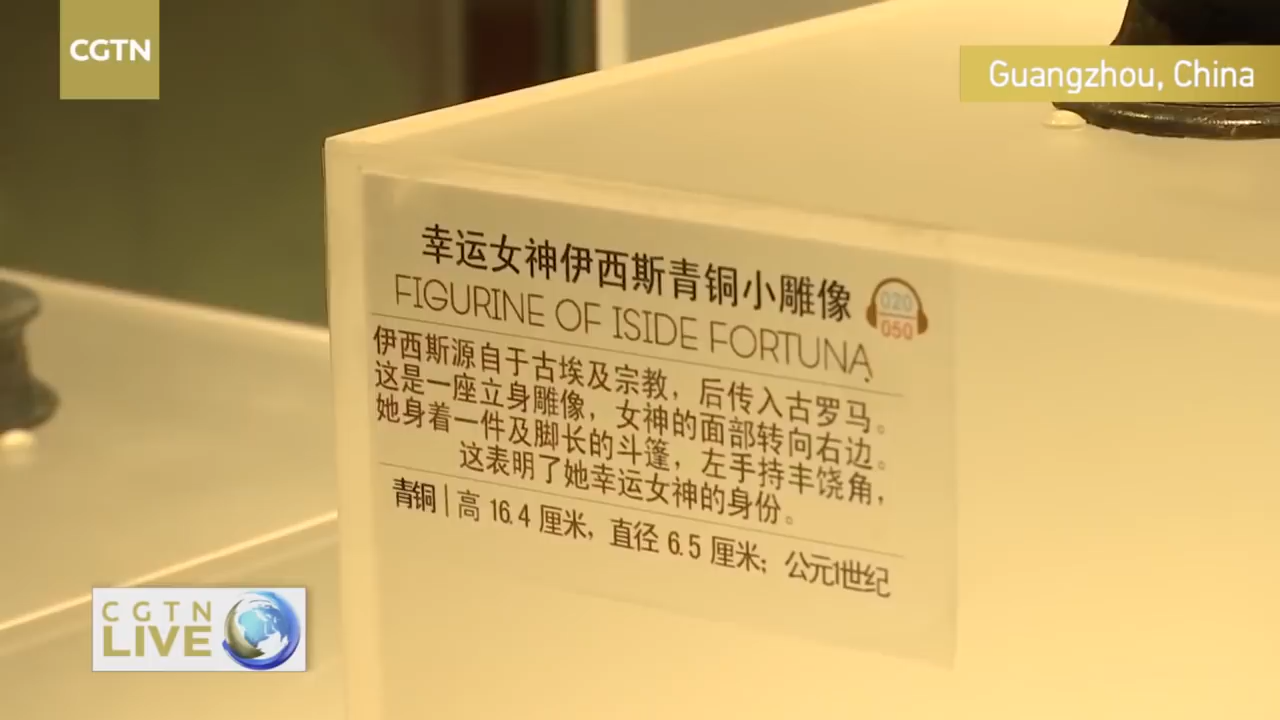 CGTN
Guangzhou, China
幸运女神伊西斯青铜小雕像
020
050
FIGURINE OF ISIDE FORTUNA
伊西斯源自于古埃及宗教，后传入古罗马。
这是一座立身雕像，女神的面部转向右边。
她身着一件及脚长的斗篷，左手持丰饶角，
这表明了她幸运女神的身份。
青铜 | 高 16.4 厘米，直径 6.5 厘米；公元1世纪
CGTN
LIVE